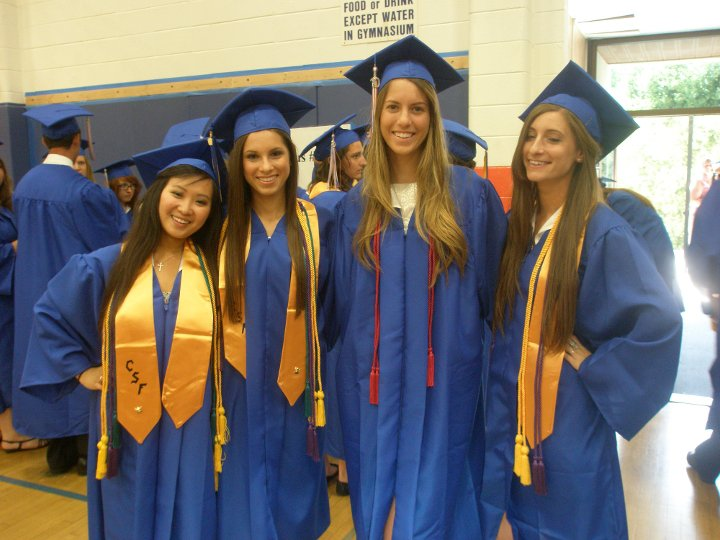 FOOD or DRINK
EXCEPT WATER
IN GYMNASIUM
CSF